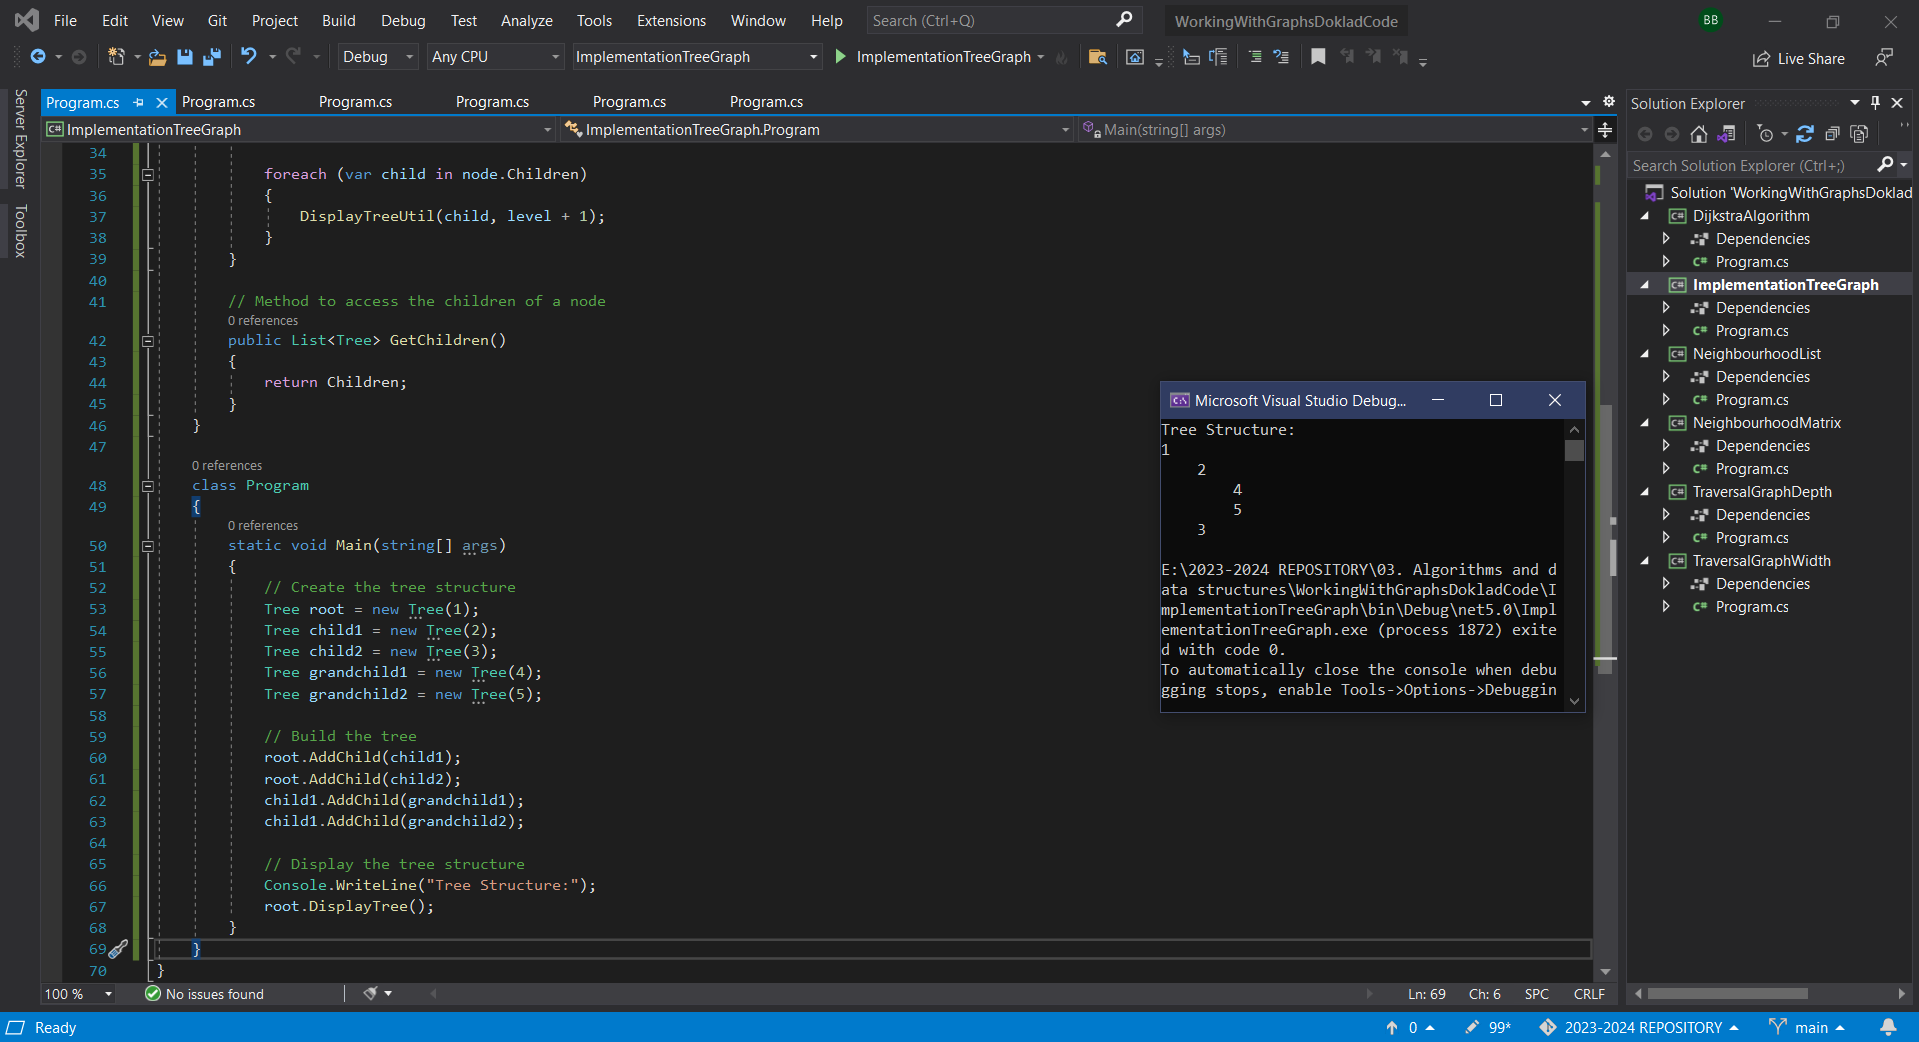 File Edit View Git Project Build Debug Test Analyze Tools Extensions Window Help Search (Ctrl+Q) WorkingWithGraphsDokladCode BB
Debug Any CPU ImplementationTreeGraph ImplementationTreeGraph Live Share
Server Explorer
Toolbox
Program.cs Program.cs Program.cs Program.cs Program.cs Program.cs
ImplementationTreeGraph ImplementationTreeGraph.Program Main(string[] args)
34
35 foreach (var child in node.Children)
36 {
37 DisplayTreeUtil(child, level + 1);
38 }
39 }
40
41 // Method to access the children of a node
0 references
42 public List<Tree> GetChildren()
43 {
44 return Children;
45 }
46 }
47
0 references
48 class Program
49 {
0 references
50 static void Main(string[] args)
51 {
52 // Create the tree structure
53 Tree root = new Tree(1);
54 Tree child1 = new Tree(2);
55 Tree child2 = new Tree(3);
56 Tree grandchild1 = new Tree(4);
57 Tree grandchild2 = new Tree(5);
58
59 // Build the tree
60 root.AddChild(child1);
61 root.AddChild(child2);
62 child1.AddChild(grandchild1);
63 child1.AddChild(grandchild2);
64
65 // Display the tree structure
66 Console.WriteLine("Tree Structure:");
67 root.DisplayTree();
68 }
69 }
70 }
Microsoft Visual Studio Debug...
Tree Structure:
1
2
4
5
3
E:\2023-2024 REPOSITORY\03. Algorithms and d
ata structures\WorkingWithGraphsDokladCode\I
mplementationTreeGraph\bin\Debug\net5.0\Impl
ementationTreeGraph.exe (process 1872) exite
d with code 0.
To automatically close the console when debu
gging stops, enable Tools->Options->Debuggin
Solution Explorer
Search Solution Explorer (Ctrl+;)
Solution 'WorkingWithGraphsDoklad
C# DijkstraAlgorithm
Dependencies
C# Program.cs
C# ImplementationTreeGraph
Dependencies
C# Program.cs
C# NeighbourhoodList
Dependencies
C# Program.cs
C# NeighbourhoodMatrix
Dependencies
C# Program.cs
C# TraversalGraphDepth
Dependencies
C# Program.cs
C# TraversalGraphWidth
Dependencies
C# Program.cs
100 % No issues found Ln: 69 Ch: 6 SPC CRLF
Ready 0 99* 2023-2024 REPOSITORY main